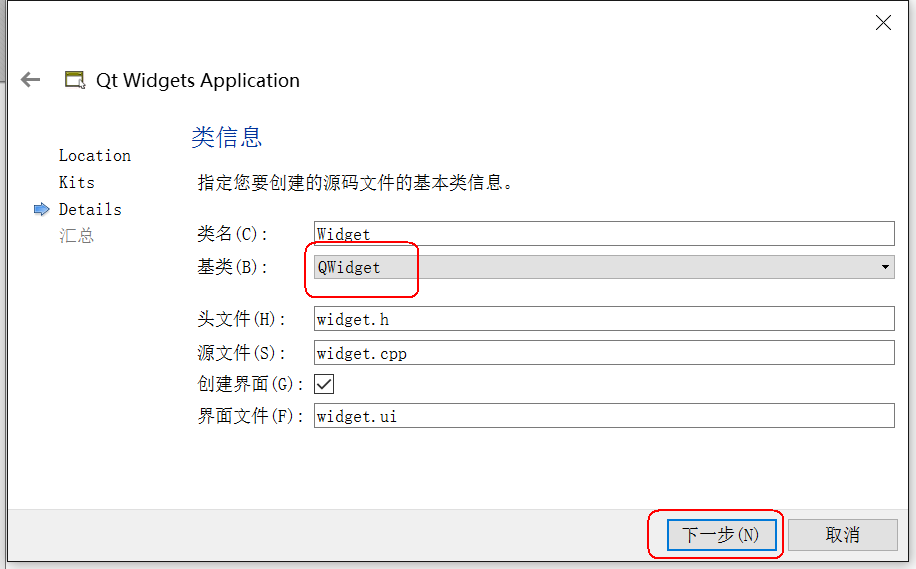 Qt Widgets Application
Location
Kits
Details
汇总
类信息
指定您要创建的源码文件的基本类信息。
类名(C): Widget
基类(B): QWidget
头文件(H): widget.h
源文件(S): widget.cpp
创建界面(G):
界面文件(F): widget.ui
下一步(N) 取消